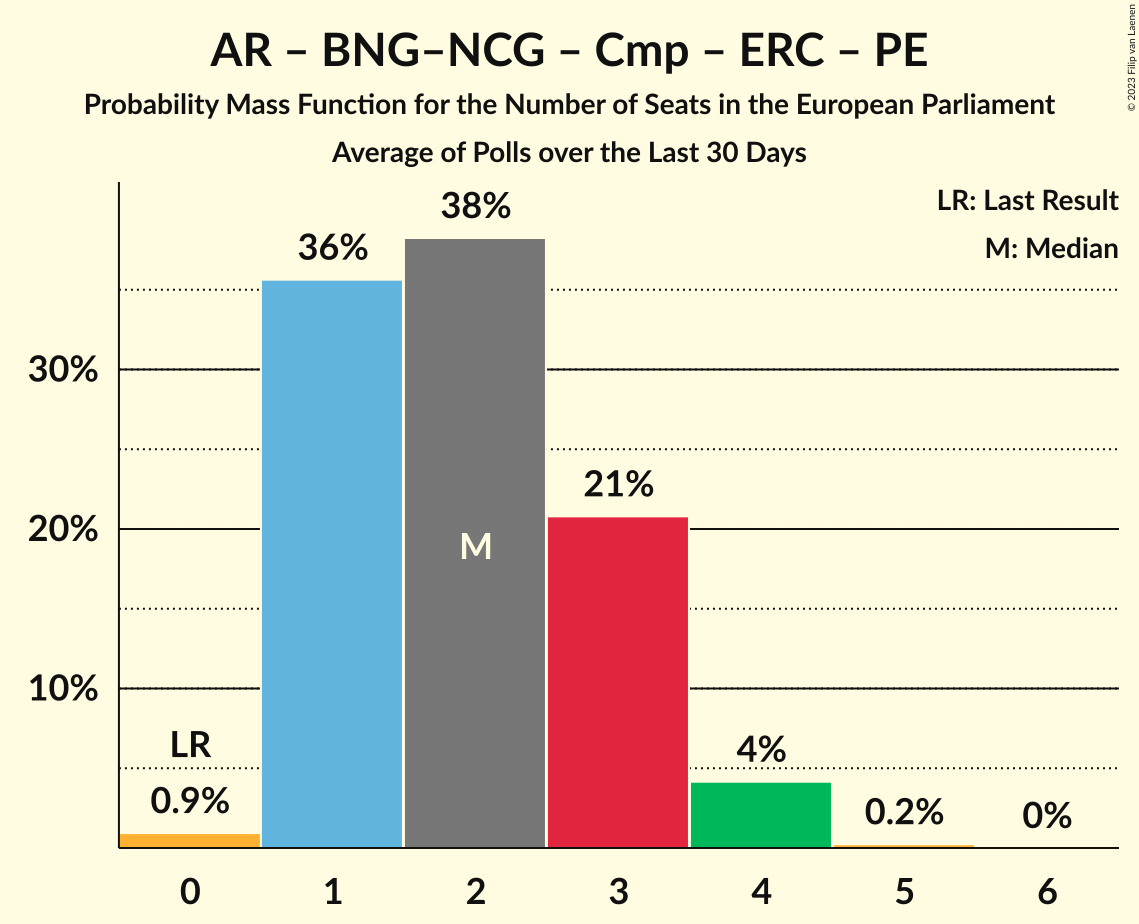 AR – BNG–NCG – Cmp – ERC – PE
Probability Mass Function for the Number of Seats in the European Parliament
Average of Polls over the Last 30 Days
© 2023 Filip van Laenen
LR: Last Result
M: Median
38%
36%
30%
21%
20%
M
10%
LR
4%
0.9%
0.2%
0%
0 1 2 3 4 5 6